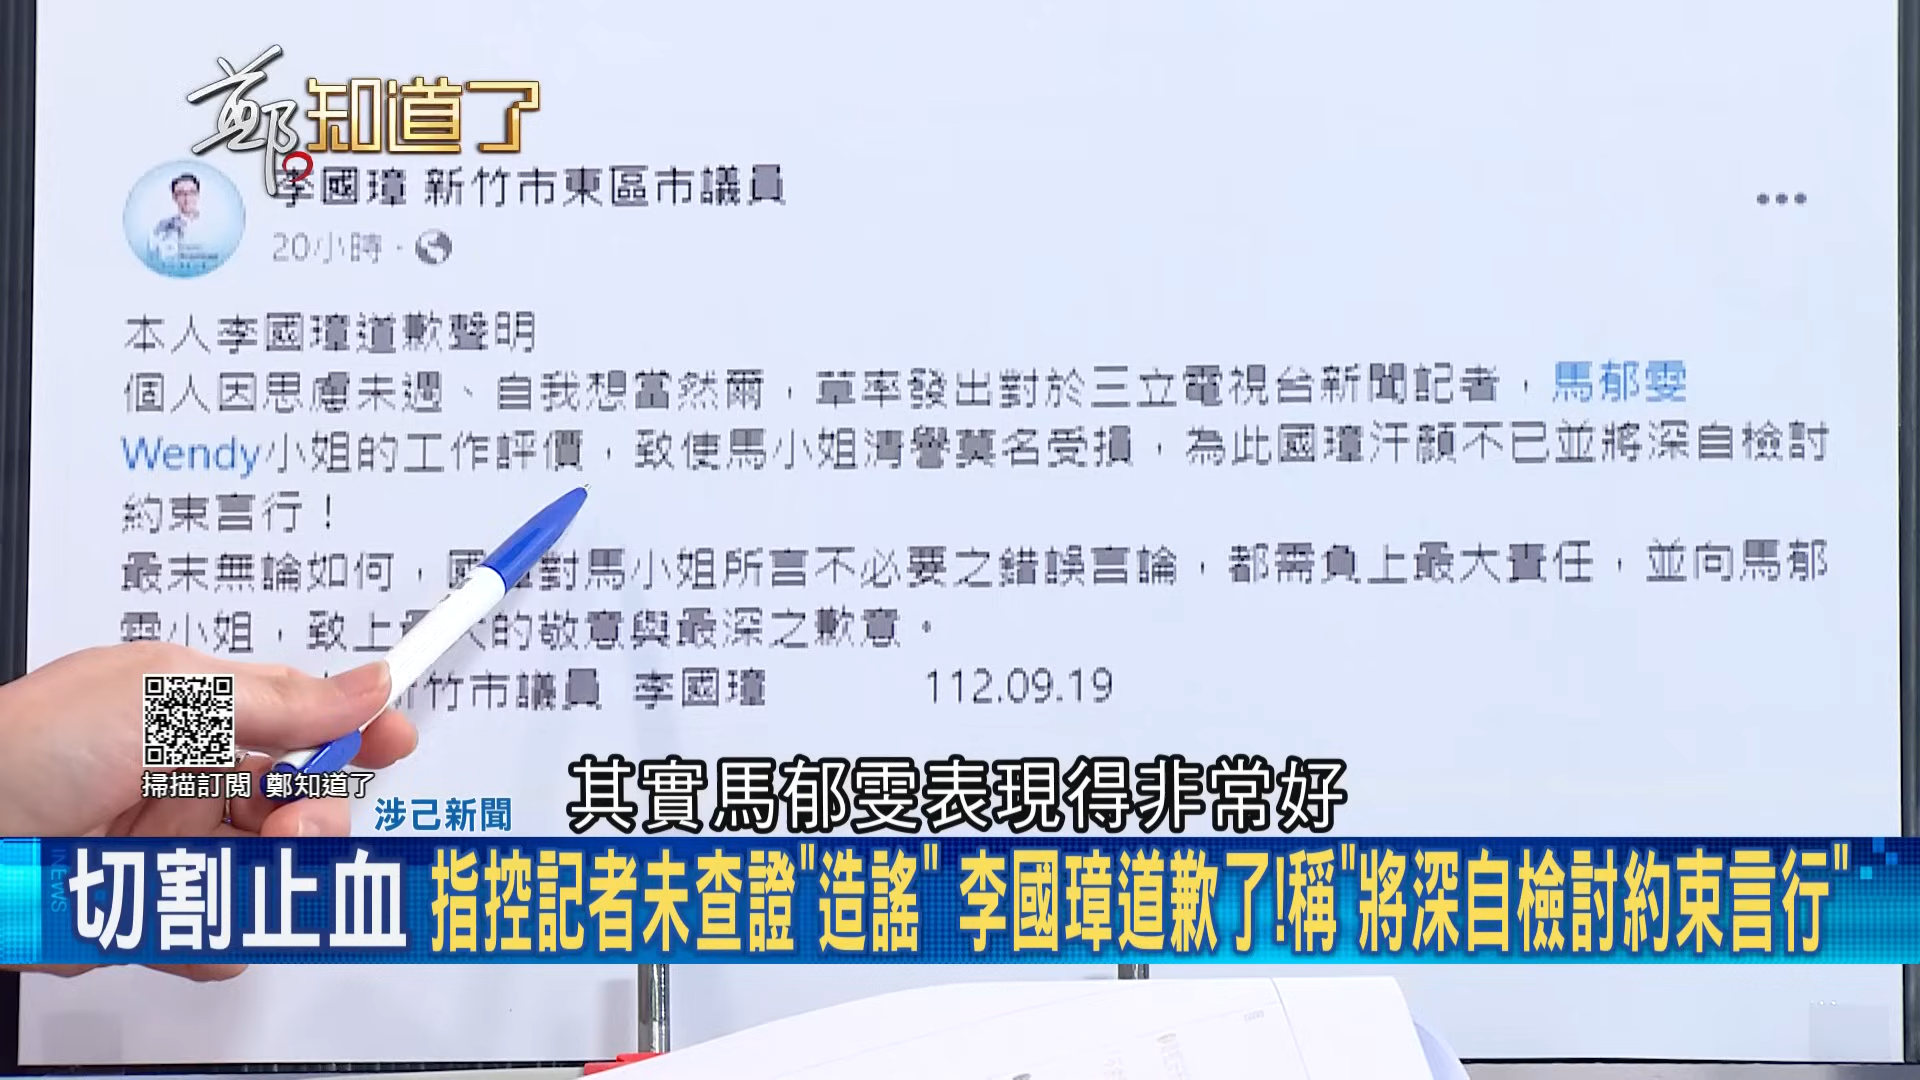 鄭知道了
李國璋 新竹市東區市議員
20小時
本人李國璋道歉聲明
個人因思慮未週、自我想當然爾，草率發出對於三立電視台新聞記者，馬郁雯
Wendy小姐的工作評價，致使馬小姐清譽莫名受損，為此國璋汗顏不已並將深自檢討
約束言行！
最末無論如何，國璋對馬小姐所言不必要之錯誤言論，都需負上最大責任，並向馬郁
雯小姐，致上最大的敬意與最深之歉意。
新竹市議員 李國璋 112.09.19
掃描訂閱 鄭知道了
其實馬郁雯表現得非常好
涉己新聞
INEWS
切割止血 指控記者未查證"造謠" 李國璋道歉了!稱"將深自檢討約束言行"